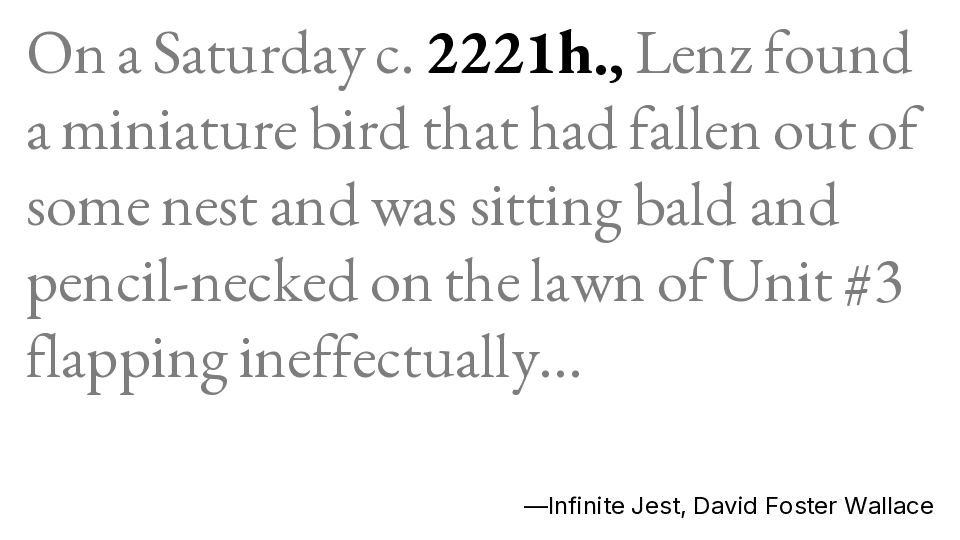 On a Saturday c. 2221h., Lenz found
a miniature bird that had fallen out of
some nest and was sitting bald and
pencil-necked on the lawn of Unit #3
flapping ineffectually…
—Infinite Jest, David Foster Wallace